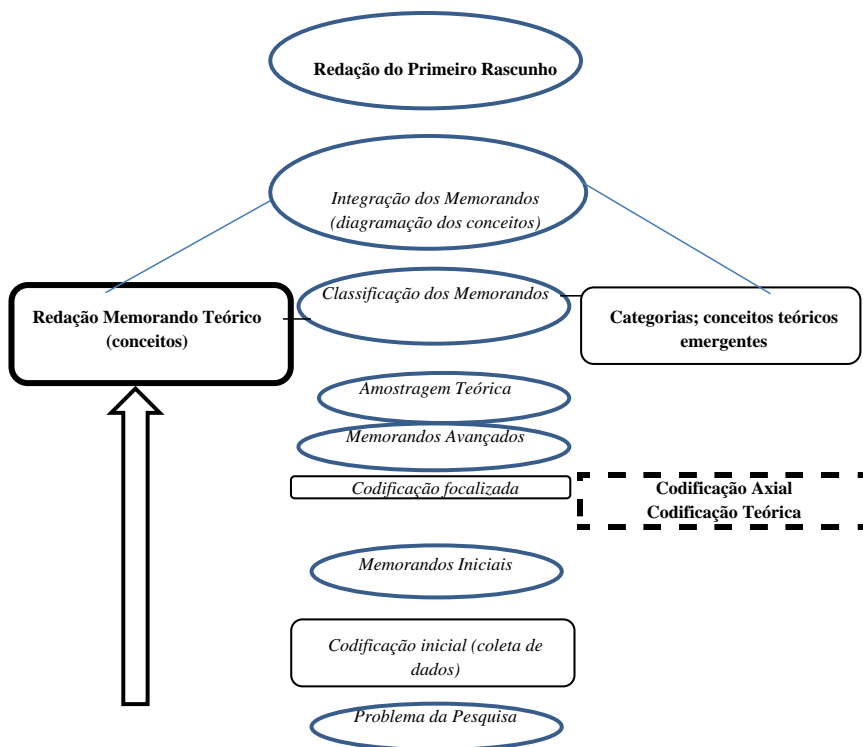 Redação do Primeiro Rascunho
Integração dos Memorandos
(diagramação dos conceitos)
Classificação dos Memorandos
Redação Memorando Teórico
(conceitos)
Categorias; conceitos teóricos
emergentes
Amostragem Teórica
Memorandos Avançados
Codificação focalizada
Codificação Axial
Codificação Teórica
Memorandos Iniciais
Codificação inicial (coleta de
dados)
Problema da Pesquisa